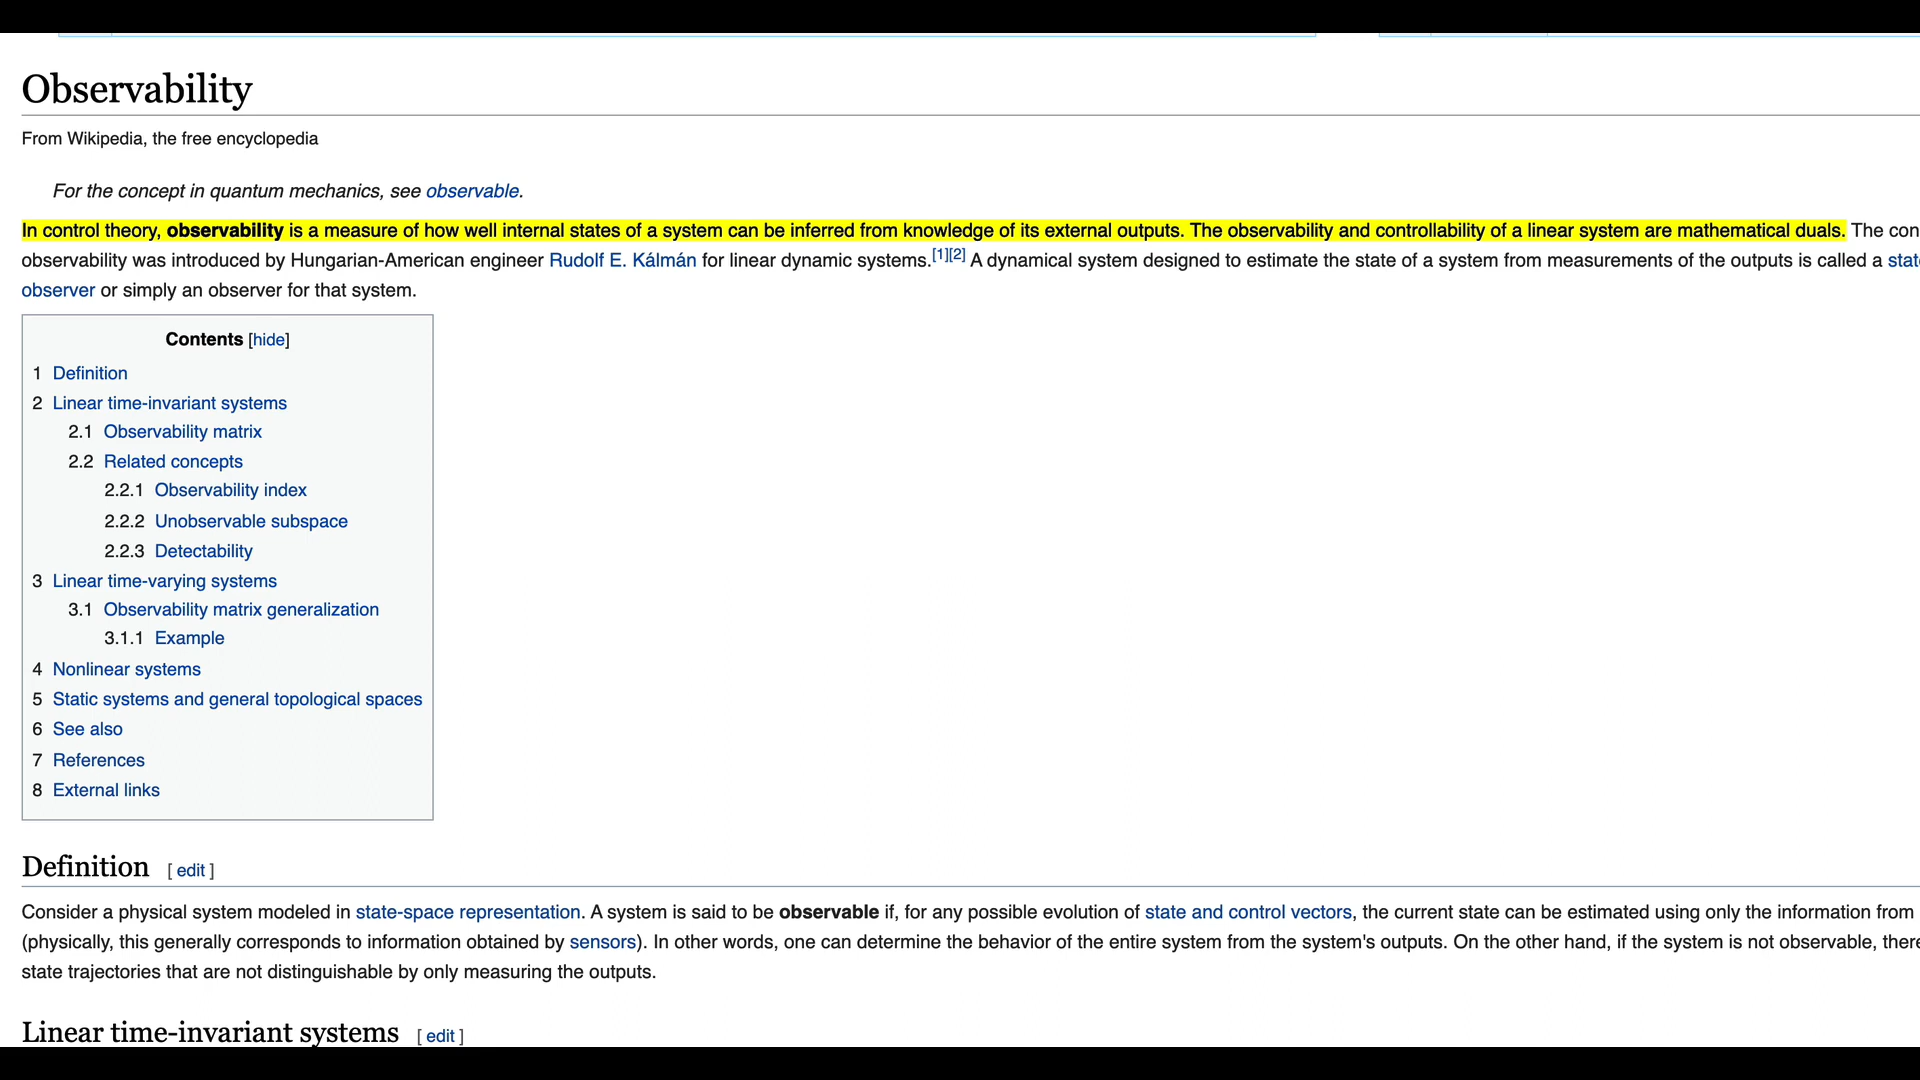 Observability
From Wikipedia, the free encyclopedia
For the concept in quantum mechanics, see observable.
In control theory, observability is a measure of how well internal states of a system can be inferred from knowledge of its external outputs. The observability and controllability of a linear system are mathematical duals. The
observability was introduced by Hungarian-American engineer Rudolf E. Kálmán for linear dynamic systems.[1][2] A dynamical system designed to estimate the state of a system from measurements of the outputs is called a
observer or simply an observer for that system.
Contents [hide]
1 Definition
2 Linear time-invariant systems
2.1 Observability matrix
2.2 Related concepts
2.2.1 Observability index
2.2.2 Unobservable subspace
2.2.3 Detectability
3 Linear time-varying systems
3.1 Observability matrix generalization
3.1.1 Example
4 Nonlinear systems
5 Static systems and general topological spaces
6 See also
7 References
8 External links
Definition [ edit ]
Consider a physical system modeled in state-space representation. A system is said to be observable if, for any possible evolution of state and control vectors, the current state can be estimated using only the information from
(physically, this generally corresponds to information obtained by sensors). In other words, one can determine the behavior of the entire system from the system's outputs. On the other hand, if the system is not observable,
state trajectories that are not distinguishable by only measuring the outputs.
Linear time-invariant systems [ edit ]